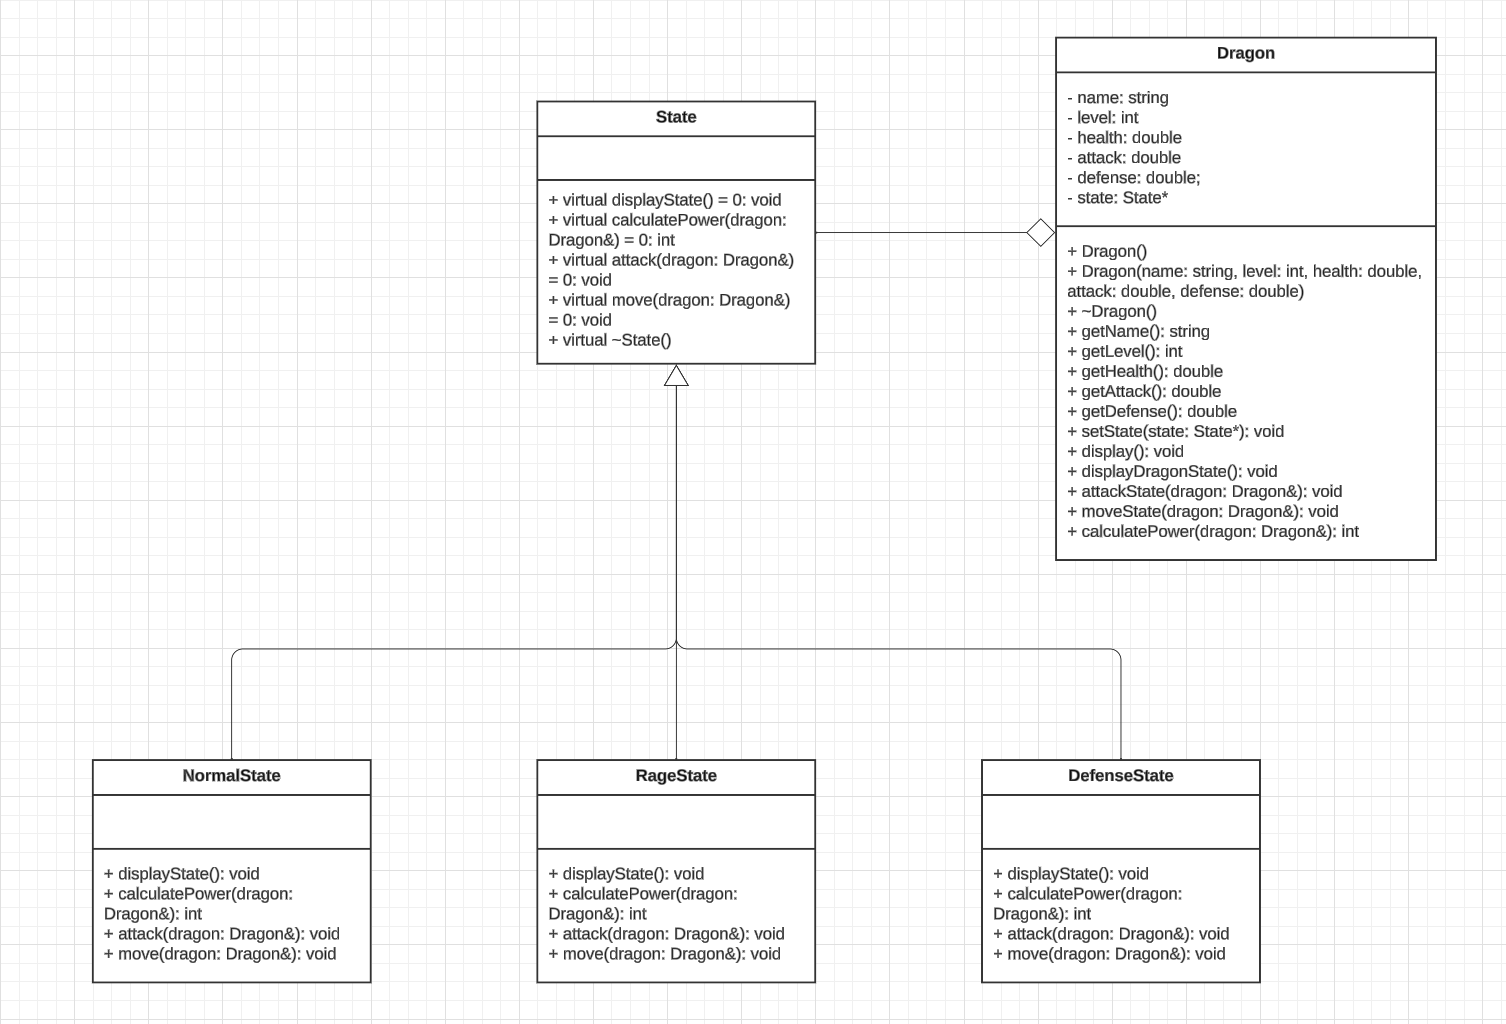 Dragon
- name: string
- level: int
- health: double
- attack: double
- defense: double;
- state: State*
+ Dragon()
+ Dragon(name: string, level: int, health: double,
attack: double, defense: double)
+ ~Dragon()
+ getName(): string
+ getLevel(): int
+ getHealth(): double
+ getAttack(): double
+ getDefense(): double
+ setState(state: State*): void
+ display(): void
+ displayDragonState(): void
+ attackState(dragon: Dragon&): void
+ moveState(dragon: Dragon&): void
+ calculatePower(dragon: Dragon&): int
State
+ virtual displayState() = 0: void
+ virtual calculatePower(dragon:
Dragon&) = 0: int
+ virtual attack(dragon: Dragon&)
= 0: void
+ virtual move(dragon: Dragon&)
= 0: void
+ virtual ~State()
NormalState
+ displayState(): void
+ calculatePower(dragon:
Dragon&): int
+ attack(dragon: Dragon&): void
+ move(dragon: Dragon&): void
RageState
+ displayState(): void
+ calculatePower(dragon:
Dragon&): int
+ attack(dragon: Dragon&): void
+ move(dragon: Dragon&): void
DefenseState
+ displayState(): void
+ calculatePower(dragon:
Dragon&): int
+ attack(dragon: Dragon&): void
+ move(dragon: Dragon&): void